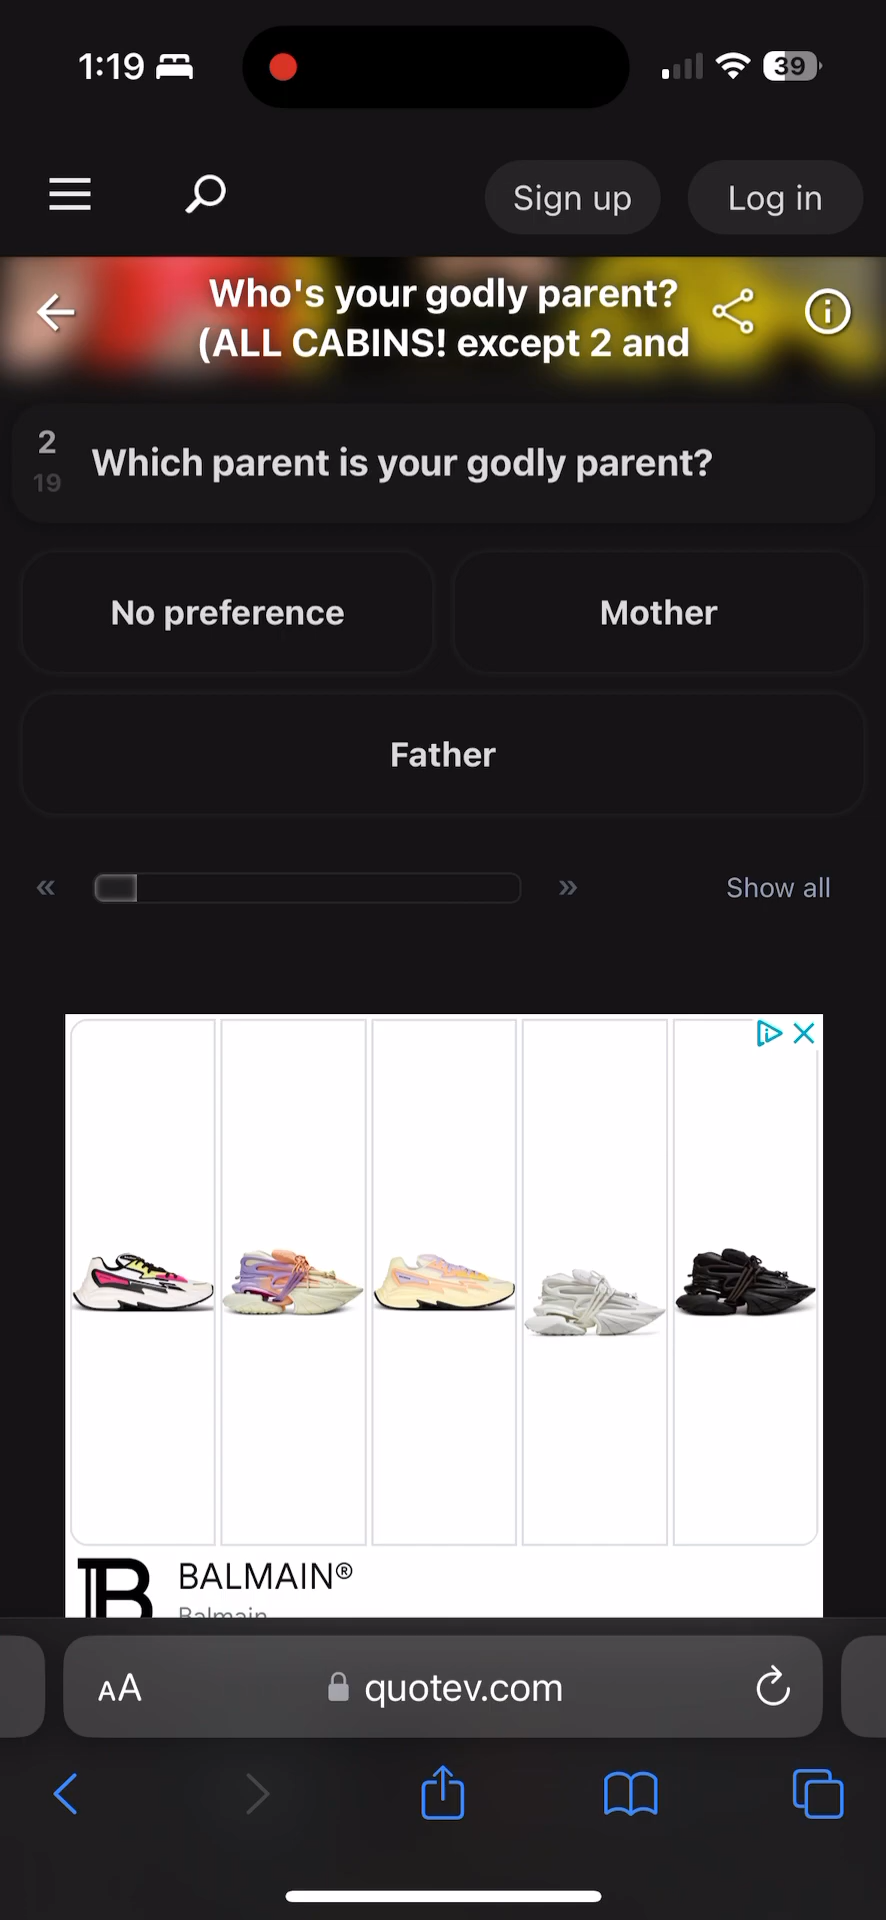 1:19
39
Sign up
Log in
Who's your godly parent?
(ALL CABINS! except 2 and
2
19
Which parent is your godly parent?
No preference
Mother
Father
«
»
Show all
B
BALMAIN®
Balmain
AA
quotev.com